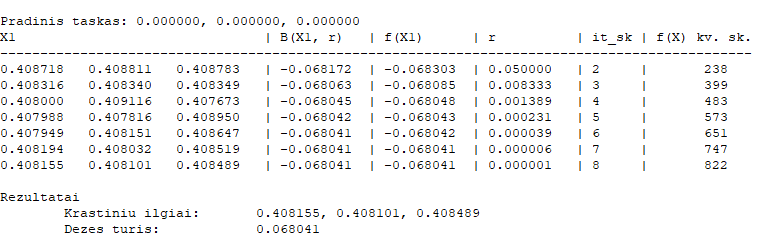 Pradinis taskas: 0.000000, 0.000000, 0.000000
X1 | B(X1, r) | f(X1) | r | it_sk | f(X) kv. sk.
------------------------------------------------------------------------------------------------
0.408718 0.408811 0.408783 | -0.068172 | -0.068303 | 0.050000 | 2 | 238
0.408316 0.408340 0.408349 | -0.068063 | -0.068085 | 0.008333 | 3 | 399
0.408000 0.409116 0.407673 | -0.068045 | -0.068048 | 0.001389 | 4 | 483
0.407988 0.407816 0.408950 | -0.068042 | -0.068043 | 0.000231 | 5 | 573
0.407949 0.408151 0.408647 | -0.068041 | -0.068042 | 0.000039 | 6 | 651
0.408194 0.408032 0.408519 | -0.068041 | -0.068041 | 0.000006 | 7 | 747
0.408155 0.408101 0.408489 | -0.068041 | -0.068041 | 0.000001 | 8 | 822
Rezultatai
Krastiniu ilgiai: 0.408155, 0.408101, 0.408489
Dezes turis: 0.068041